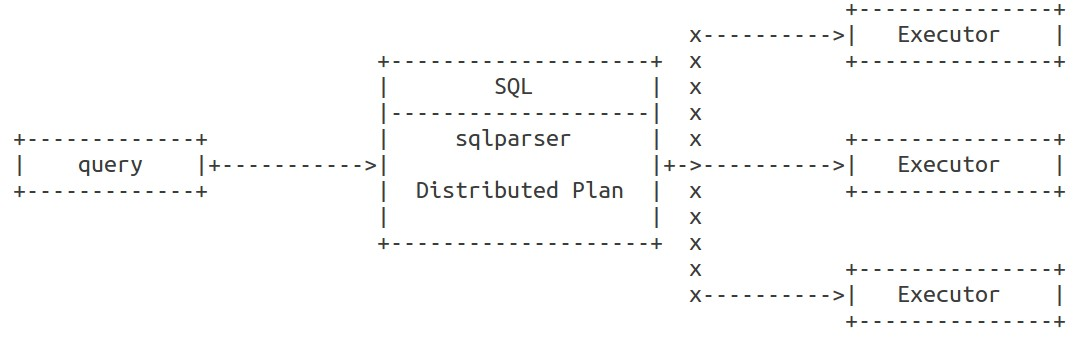 Executor
SQL
sqlparser
query
Executor
Distributed Plan
Executor